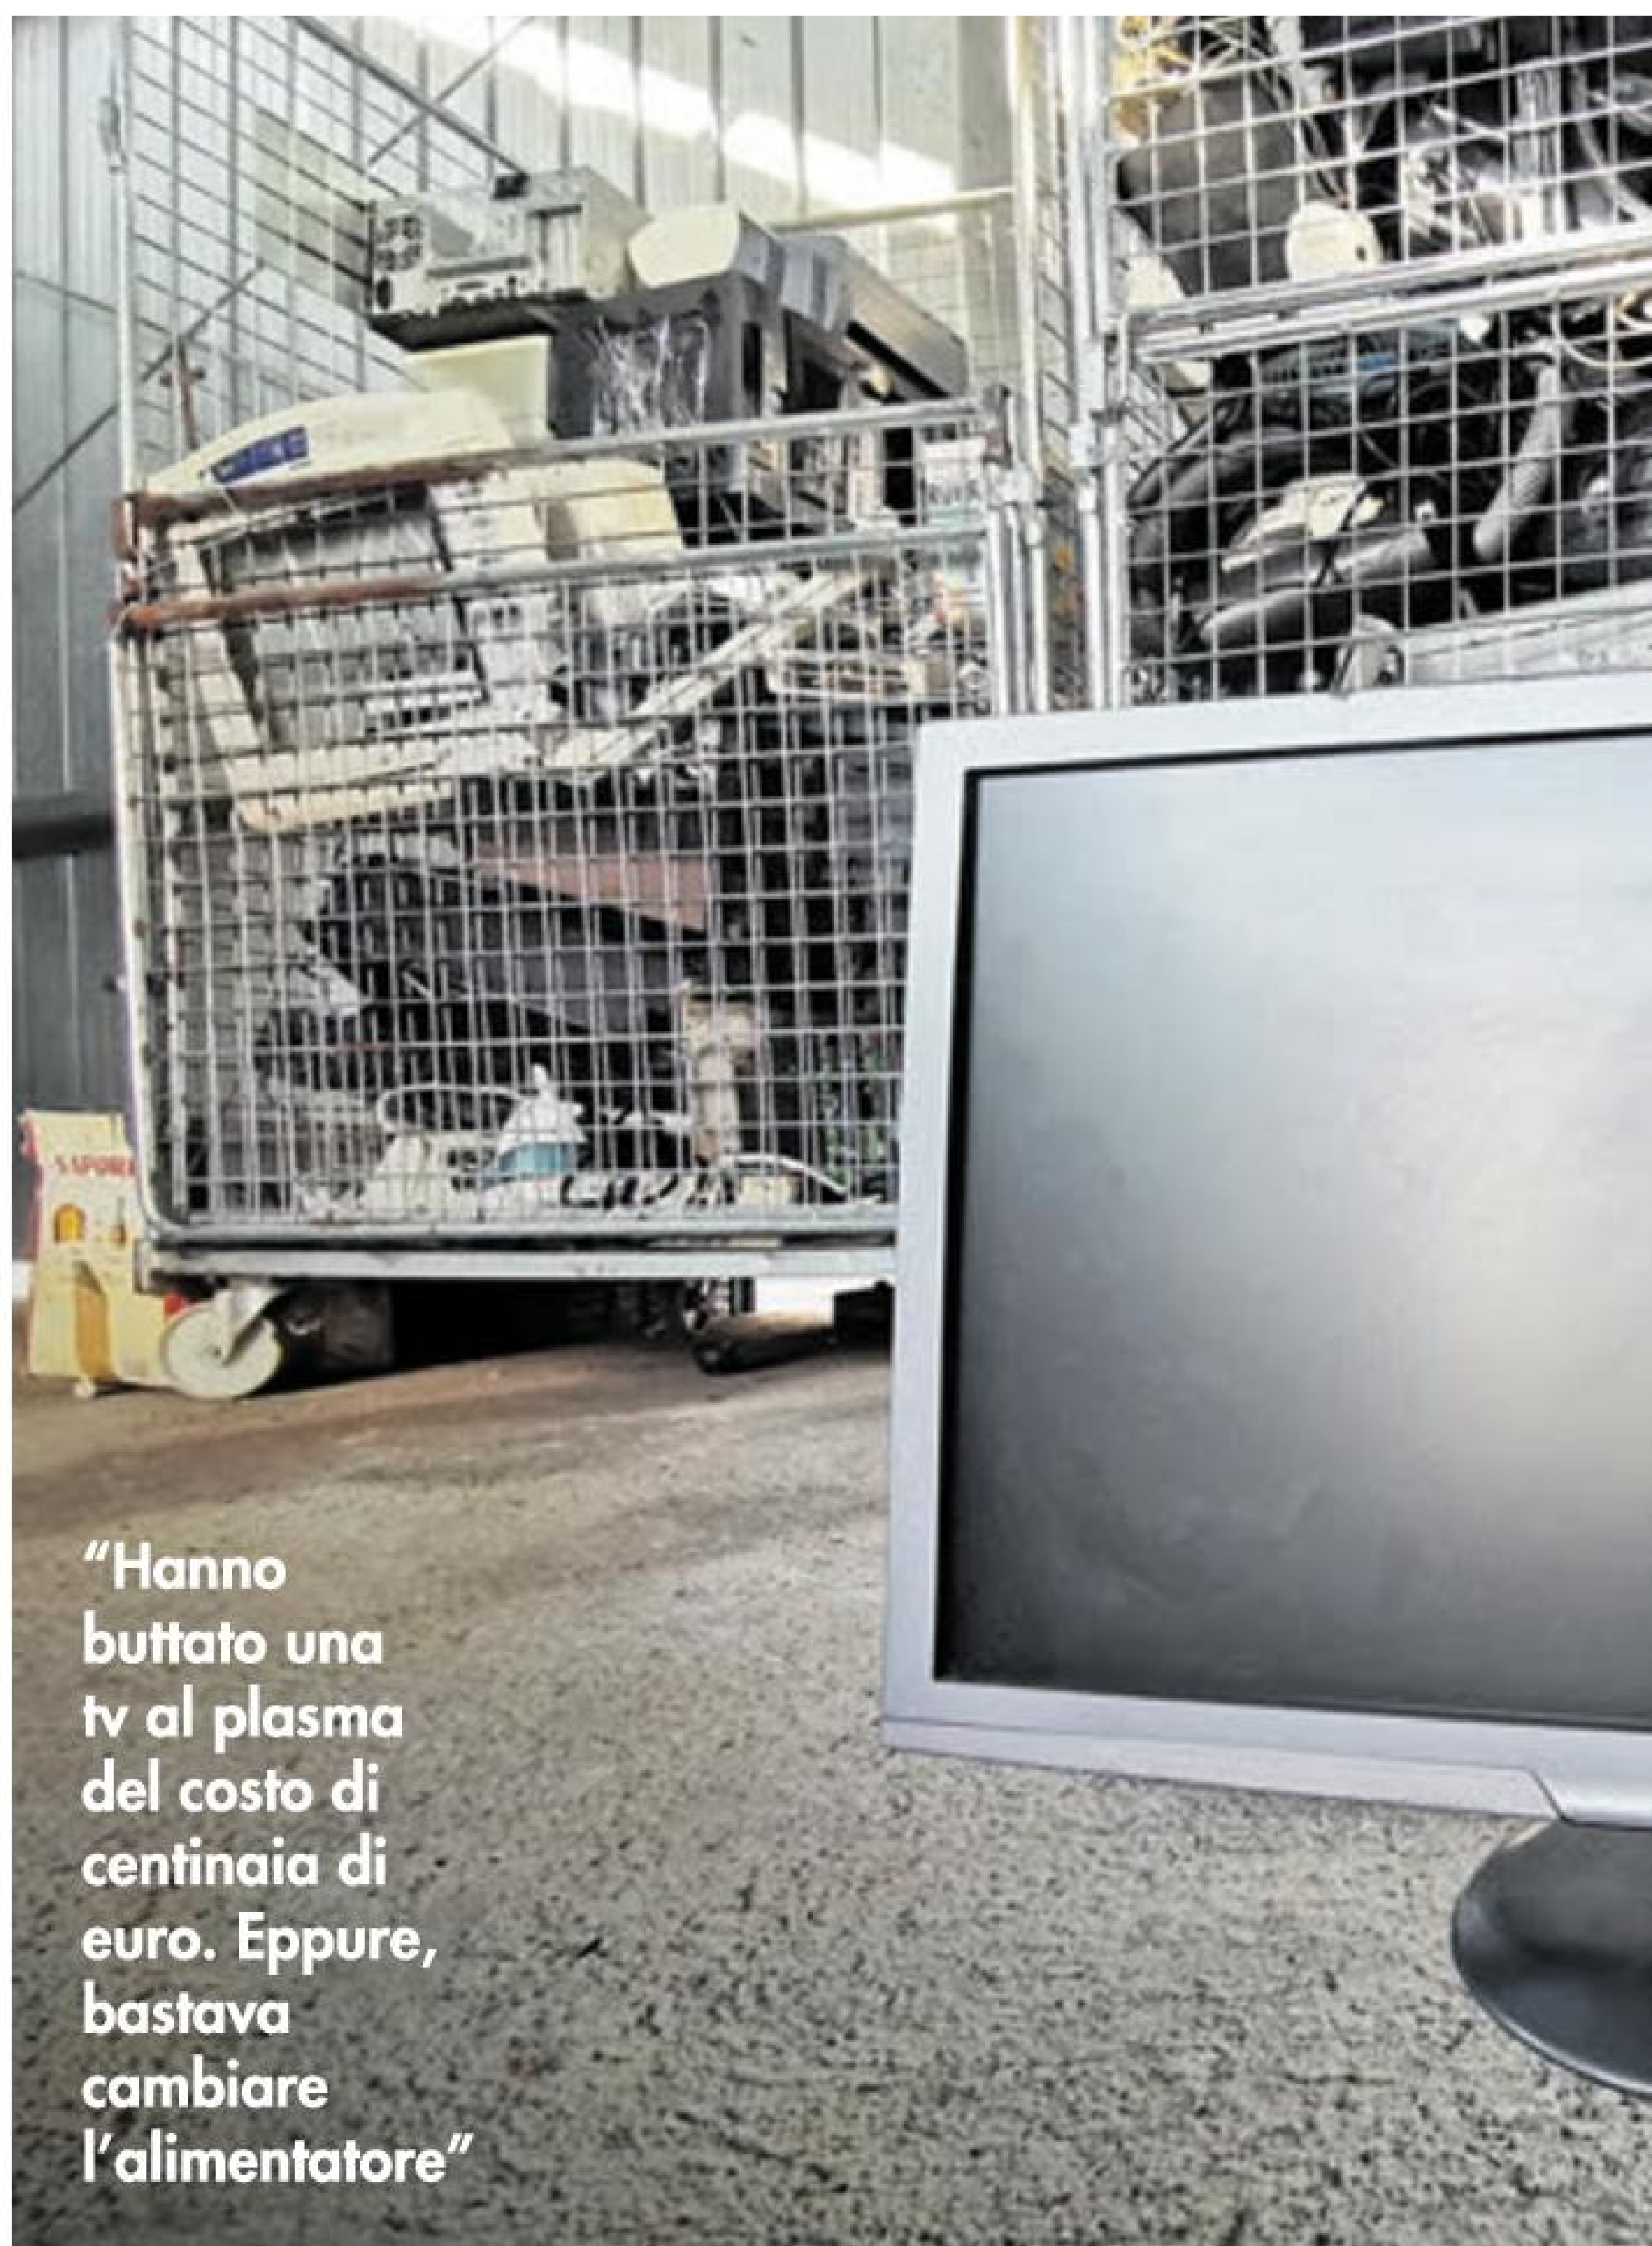 “Hanno
buttato una
tv al plasma
del costo di
centinaia di
euro. Eppure,
bastava
cambiare
l’alimentatore”